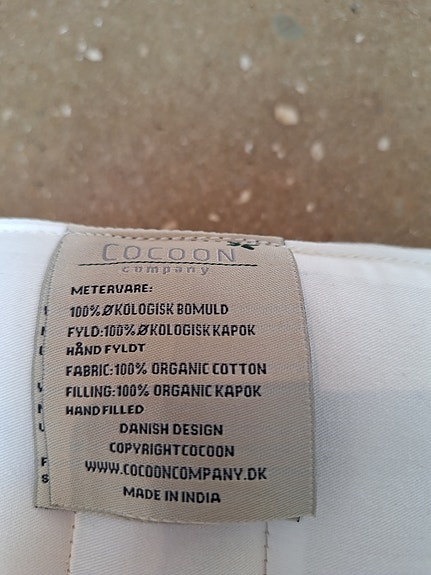 COCOON
company
METERVARE:
100% ØKOLOGISK BOMULD
FYLD:100% ØKOLOGISK KAPOK
HÅND FYLDT
FABRIC:100% ORGANIC COTTON
FILLING:100% ORGANIC KAPOK
HAND FILLED
DANISH DESIGN
COPYRIGHTCOCOON
WWW.COCOONCOMPANY.DK
MADE IN INDIA